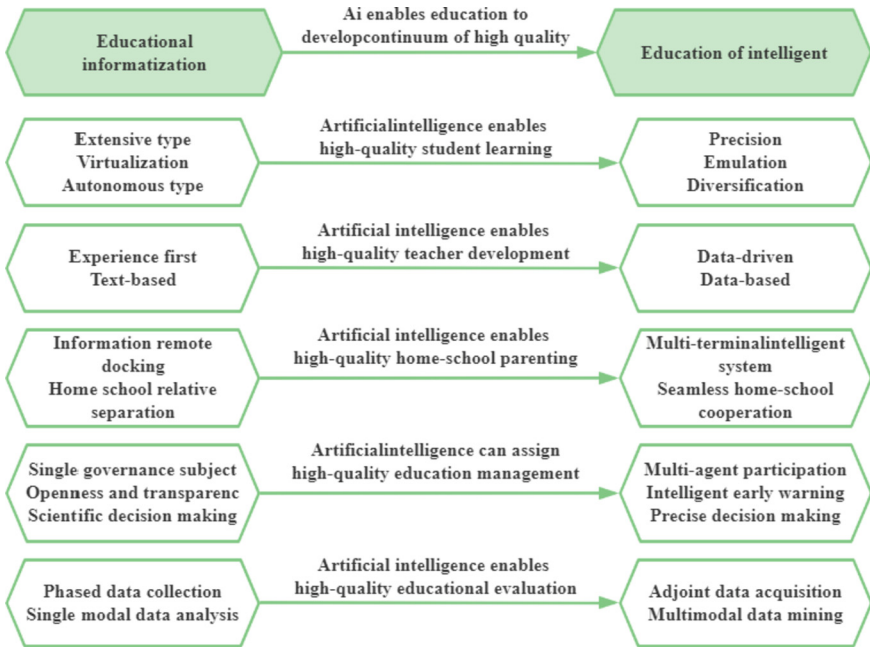 Educational
informatization
Ai enables education to
developcontinuum of high quality
Education of intelligent
Extensive type
Virtualization
Autonomous type
Artificialintelligence enables
high-quality student learning
Precision
Emulation
Diversification
Experience first
Text-based
Artificial intelligence enables
high-quality teacher development
Data-driven
Data-based
Information remote
docking
Home school relative
separation
Artificial intelligence enables
high-quality home-school parenting
Multi-terminalintelligent
system
Seamless home-school
cooperation
Single governance subject
Openness and transparenc
Scientific decision making
Artificialintelligence can assign
high-quality education management
Multi-agent participation
Intelligent early warning
Precise decision making
Phased data collection
Single modal data analysis
Artificial intelligence enables
high-quality educational evaluation
Adjoint data acquisition
Multimodal data mining